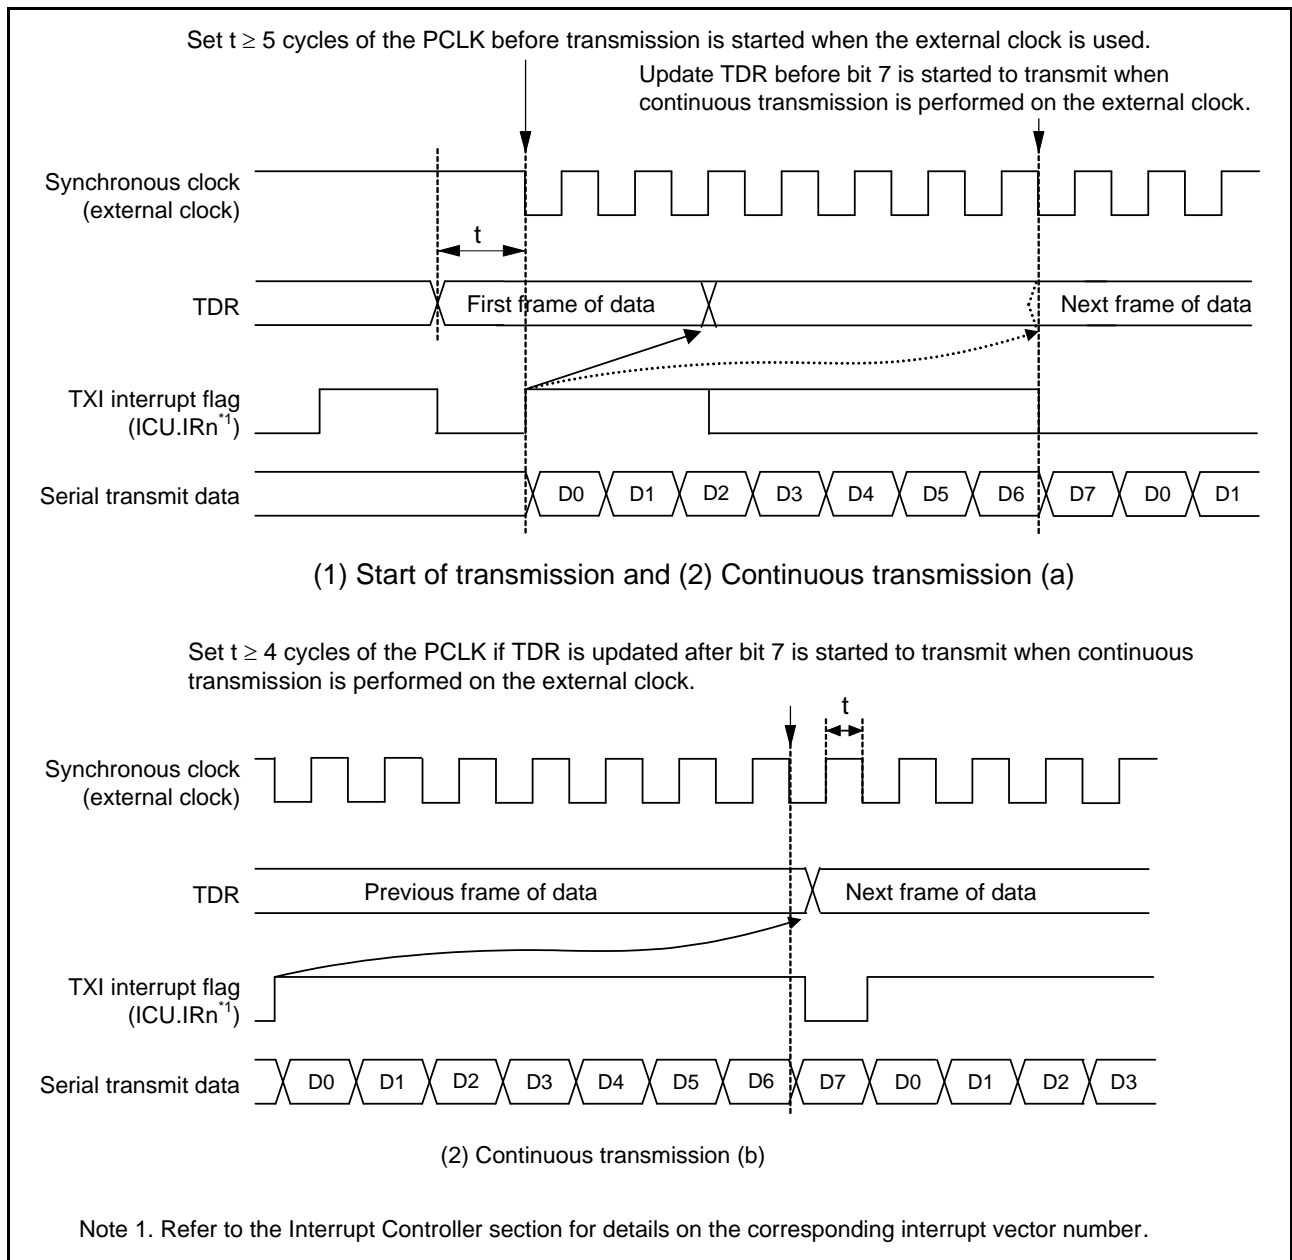 Set t ≥ 5 cycles of the PCLK before transmission is started when the external clock is used.
Update TDR before bit 7 is started to transmit when
continuous transmission is performed on the external clock.
Synchronous clock
(external clock)
t
TDR
First frame of data
Next frame of data
TXI interrupt flag
(ICU.IRn*1)
Serial transmit data
D0 D1 D2 D3 D4 D5 D6 D7 D0 D1
(1) Start of transmission and (2) Continuous transmission (a)
Set t ≥ 4 cycles of the PCLK if TDR is updated after bit 7 is started to transmit when continuous
transmission is performed on the external clock.
t
Synchronous clock
(external clock)
TDR
Previous frame of data
Next frame of data
TXI interrupt flag
(ICU.IRn*1)
Serial transmit data
D0 D1 D2 D3 D4 D5 D6 D7 D0 D1 D2 D3
(2) Continuous transmission (b)
Note 1. Refer to the Interrupt Controller section for details on the corresponding interrupt vector number.